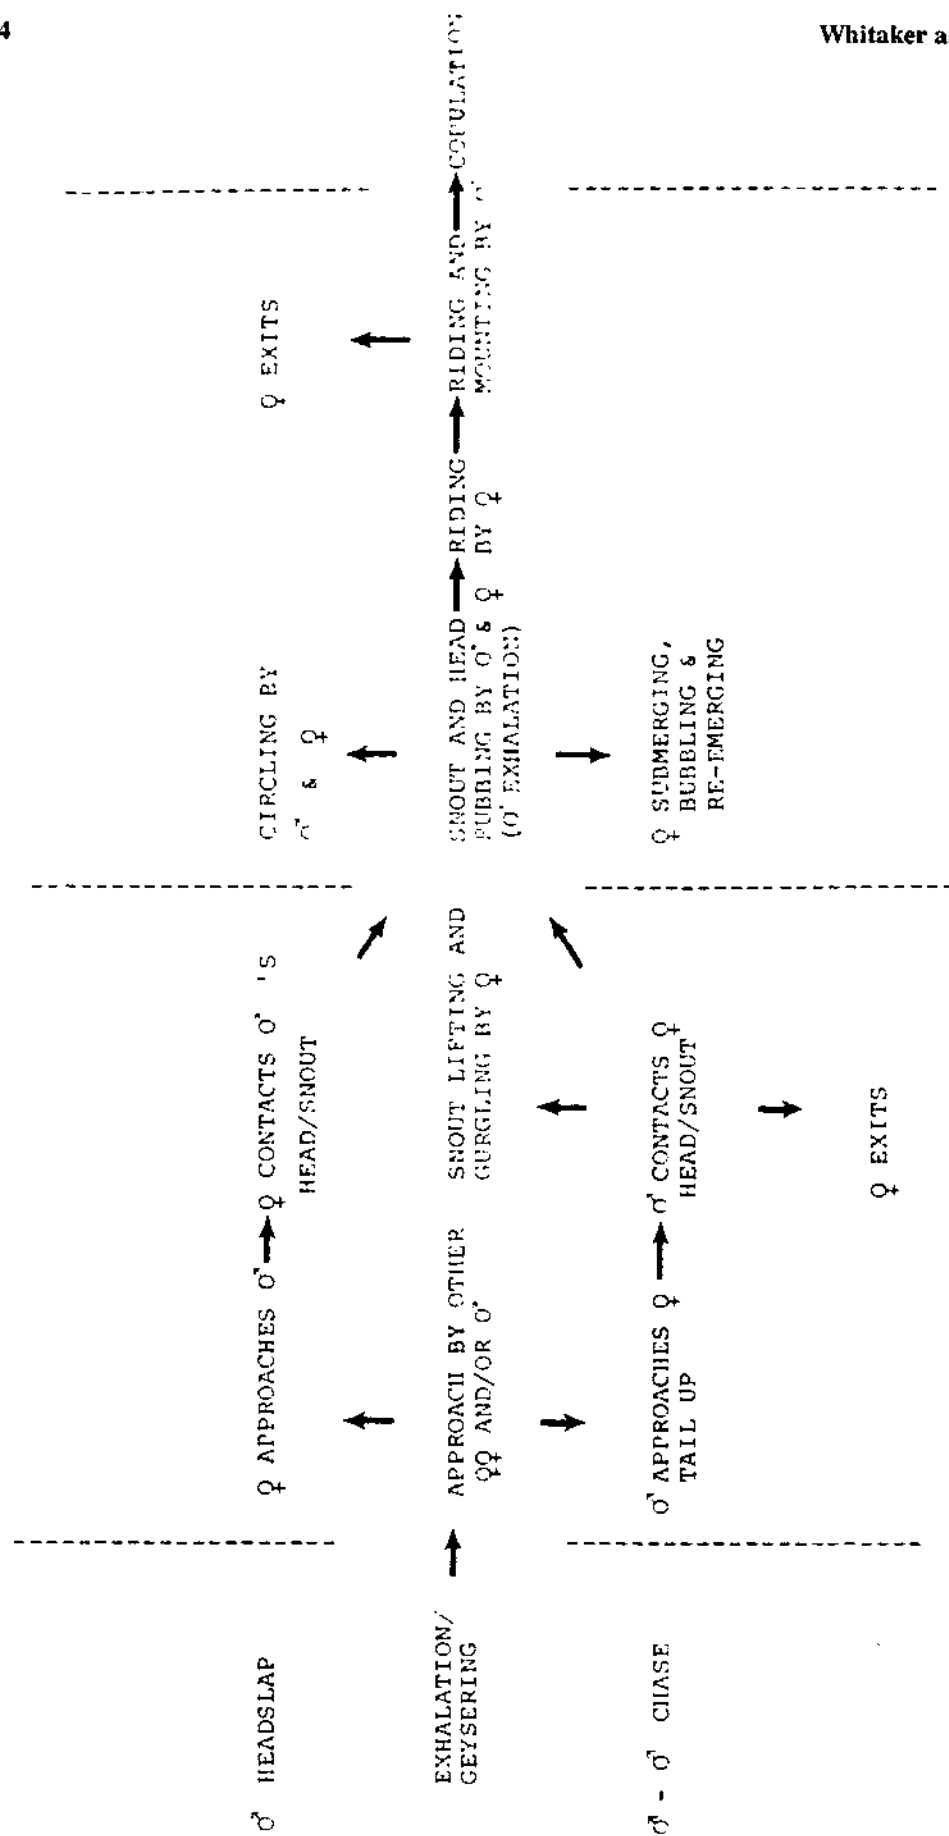 4
Whitaker a
♂ HEADSLAP
EXHALATION/
GEYSERING
♂ - ♂ CHASE
♀ APPROACHES ♂
APPROACH BY OTHER
♀♀ AND/OR ♂
♂ APPROACHES ♀
TAIL UP
♀ CONTACTS ♂ 'S
HEAD/SNOUT
SNOUT LIFTING AND
GURGLING BY ♀
♂ CONTACTS ♀
HEAD/SNOUT
♀ EXITS
CIRCLING BY
♂ & ♀
SNOUT AND HEAD
RUBBING BY ♂ & ♀
(♂ EXHALATION)
♀ SUBMERGING,
BUBBLING &
RE-EMERGING
RIDING
BY ♀
♀ EXITS
RIDING AND
MOUNTING BY ♂
COPULATION